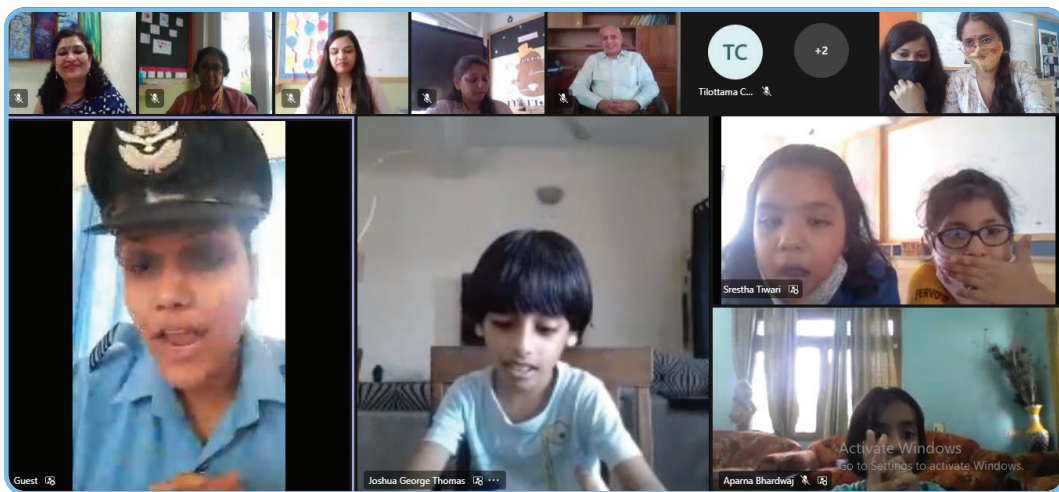 TC
+2
Tilottama C...
Srestha Tiwari
FERVO
Guest
Joshua George Thomas
...
Aparna Bhardwaj
Activate Windows
Go to Settings to activate Windows.